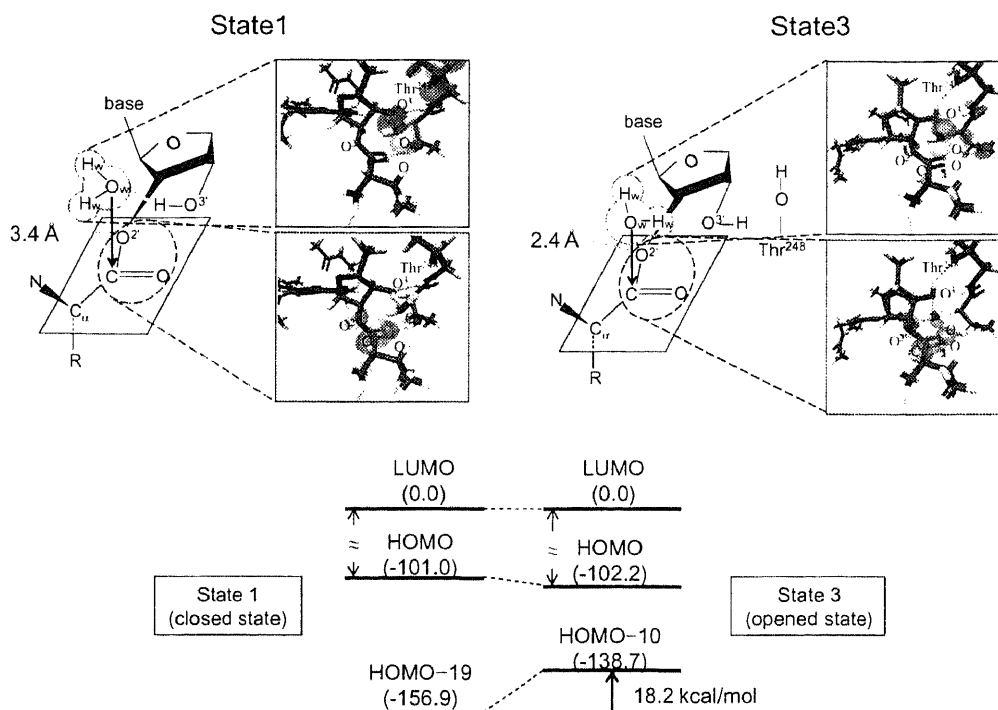 State1
State3
base
O
Hw
Ow
Hw
H–O3'
3.4 Å
O2'
C=O
N
Cα
R
Thr
O
O
Thr
O
O
base
O
Hw
Ow
Hw
O3'–H
H
O
Thr248
2.4 Å
O2'
C=O
N
Cα
R
Thr
O
Thr
O
O
LUMO
(0.0)
LUMO
(0.0)
≈
HOMO
(-101.0)
≈
HOMO
(-102.2)
State 1
(closed state)
State 3
(opened state)
HOMO−10
(-138.7)
HOMO−19
(-156.9)
18.2 kcal/mol